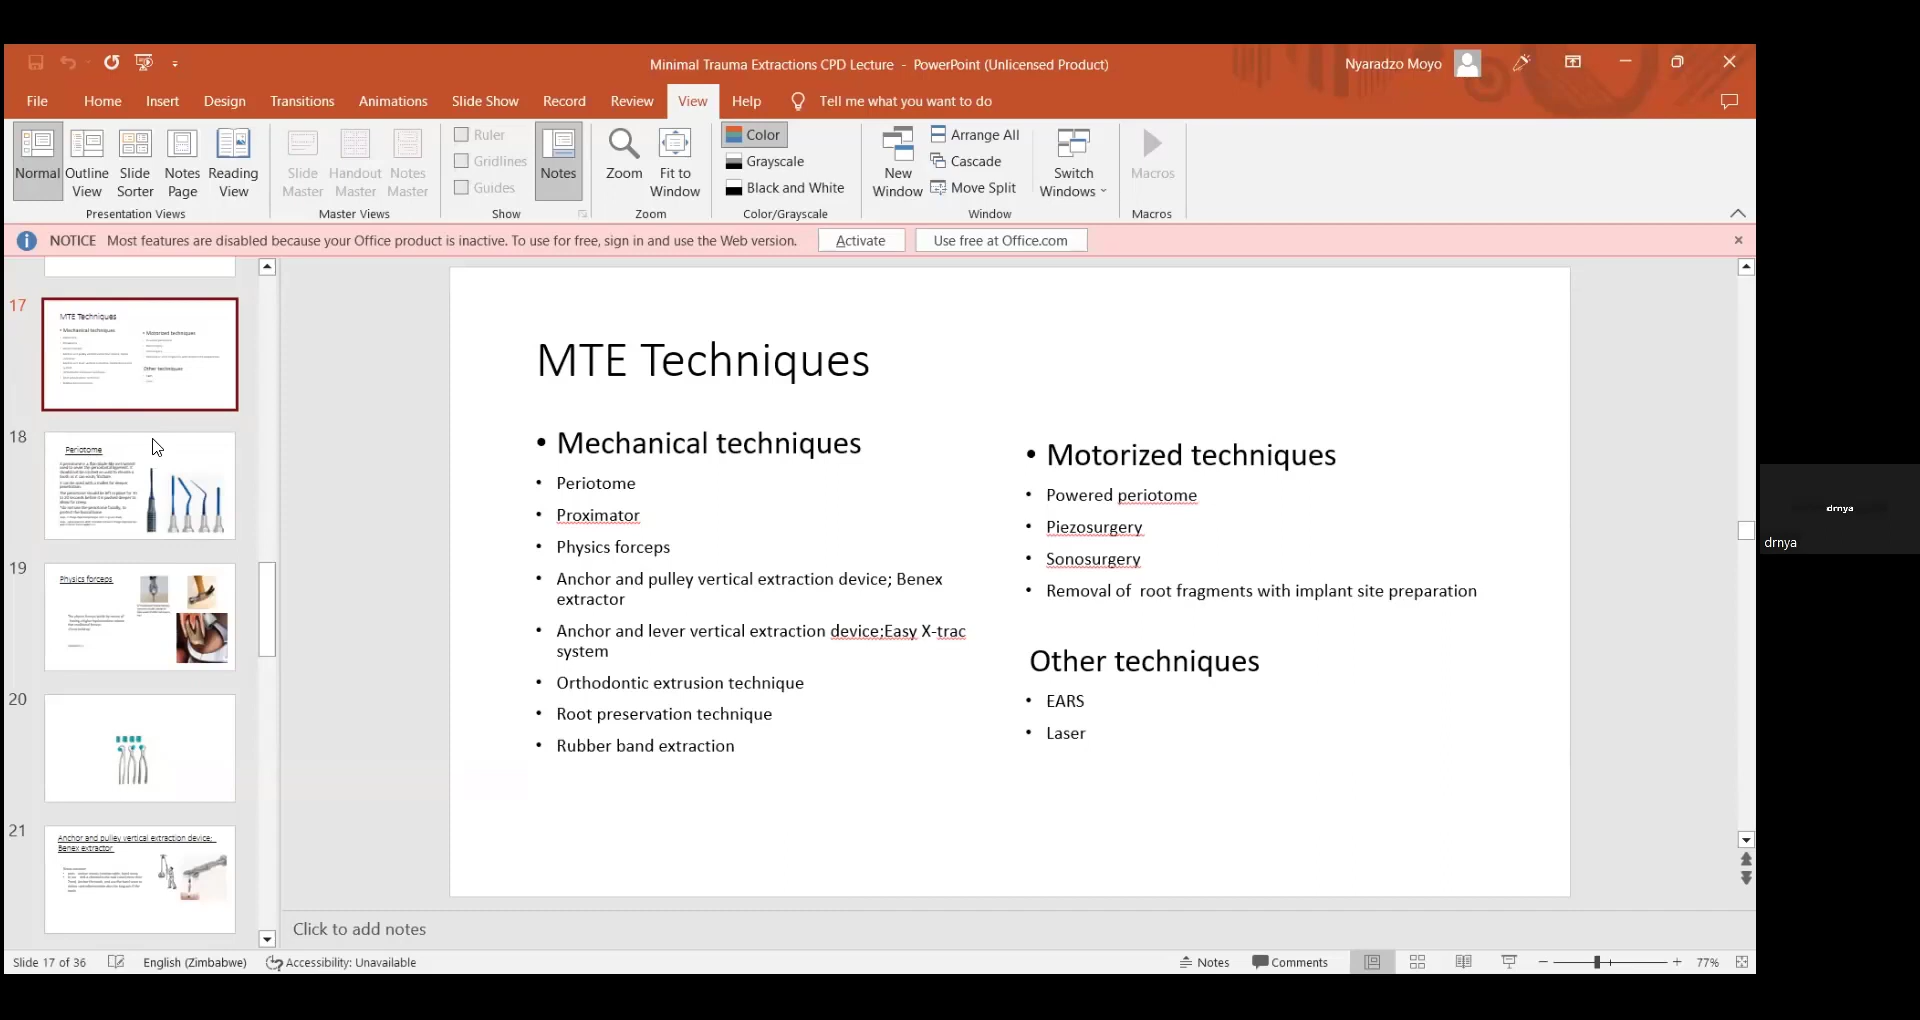 Minimal Trauma Extractions CPD Lecture - PowerPoint (Unlicensed Product)
Nyaradzo Moyo
File Home Insert Design Transitions Animations Slide Show Record Review View Help Tell me what you want to do
Normal
Outline View
Slide Sorter
Notes Page
Reading View
Presentation Views
Slide Master
Handout Master
Notes Master
Master Views
Ruler
Gridlines
Guides
Show
Notes
Zoom
Fit to Window
Zoom
Color
Grayscale
Black and White
Color/Grayscale
New Window
Arrange All
Cascade
Move Split
Switch Windows
Window
Macros
Macros
NOTICE Most features are disabled because your Office product is inactive. To use for free, sign in and use the Web version. Activate Use free at Office.com
17
MTE Techniques
Mechanical techniques
Motorized techniques
Other techniques
18
Periotome
19
Physics forceps
20
21
Anchor and pulley vertical extraction device;
Benex extractor
MTE Techniques
• Mechanical techniques
• Periotome
• Proximator
• Physics forceps
• Anchor and pulley vertical extraction device; Benex
extractor
• Anchor and lever vertical extraction device;Easy X-trac
system
• Orthodontic extrusion technique
• Root preservation technique
• Rubber band extraction
• Motorized techniques
• Powered periotome
• Piezosurgery
• Sonosurgery
• Removal of root fragments with implant site preparation
Other techniques
• EARS
• Laser
drnya
drnya
Click to add notes
Slide 17 of 36 English (Zimbabwe) Accessibility: Unavailable Notes Comments 77%